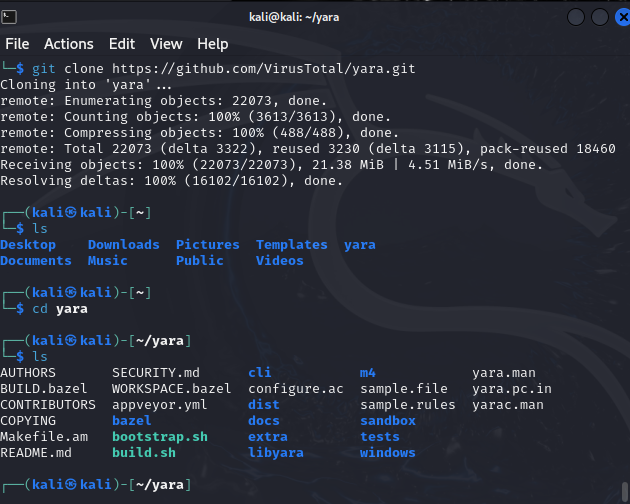 kali@kali: ~/yara
File Actions Edit View Help
└─$ git clone https://github.com/VirusTotal/yara.git
Cloning into 'yara'...
remote: Enumerating objects: 22073, done.
remote: Counting objects: 100% (3613/3613), done.
remote: Compressing objects: 100% (488/488), done.
remote: Total 22073 (delta 3322), reused 3230 (delta 3115), pack-reused 18460
Receiving objects: 100% (22073/22073), 21.38 MiB | 4.51 MiB/s, done.
Resolving deltas: 100% (16102/16102), done.
┌──(kali㉿kali)-[~]
└─$ ls
Desktop Downloads Pictures Templates yara
Documents Music Public Videos
┌──(kali㉿kali)-[~]
└─$ cd yara
┌──(kali㉿kali)-[~/yara]
└─$ ls
AUTHORS SECURITY.md cli m4 yara.man
BUILD.bazel WORKSPACE.bazel configure.ac sample.file yara.pc.in
CONTRIBUTORS appveyor.yml dist sample.rules yarac.man
COPYING bazel docs sandbox
Makefile.am bootstrap.sh extra tests
README.md build.sh libyara windows
┌──(kali㉿kali)-[~/yara]